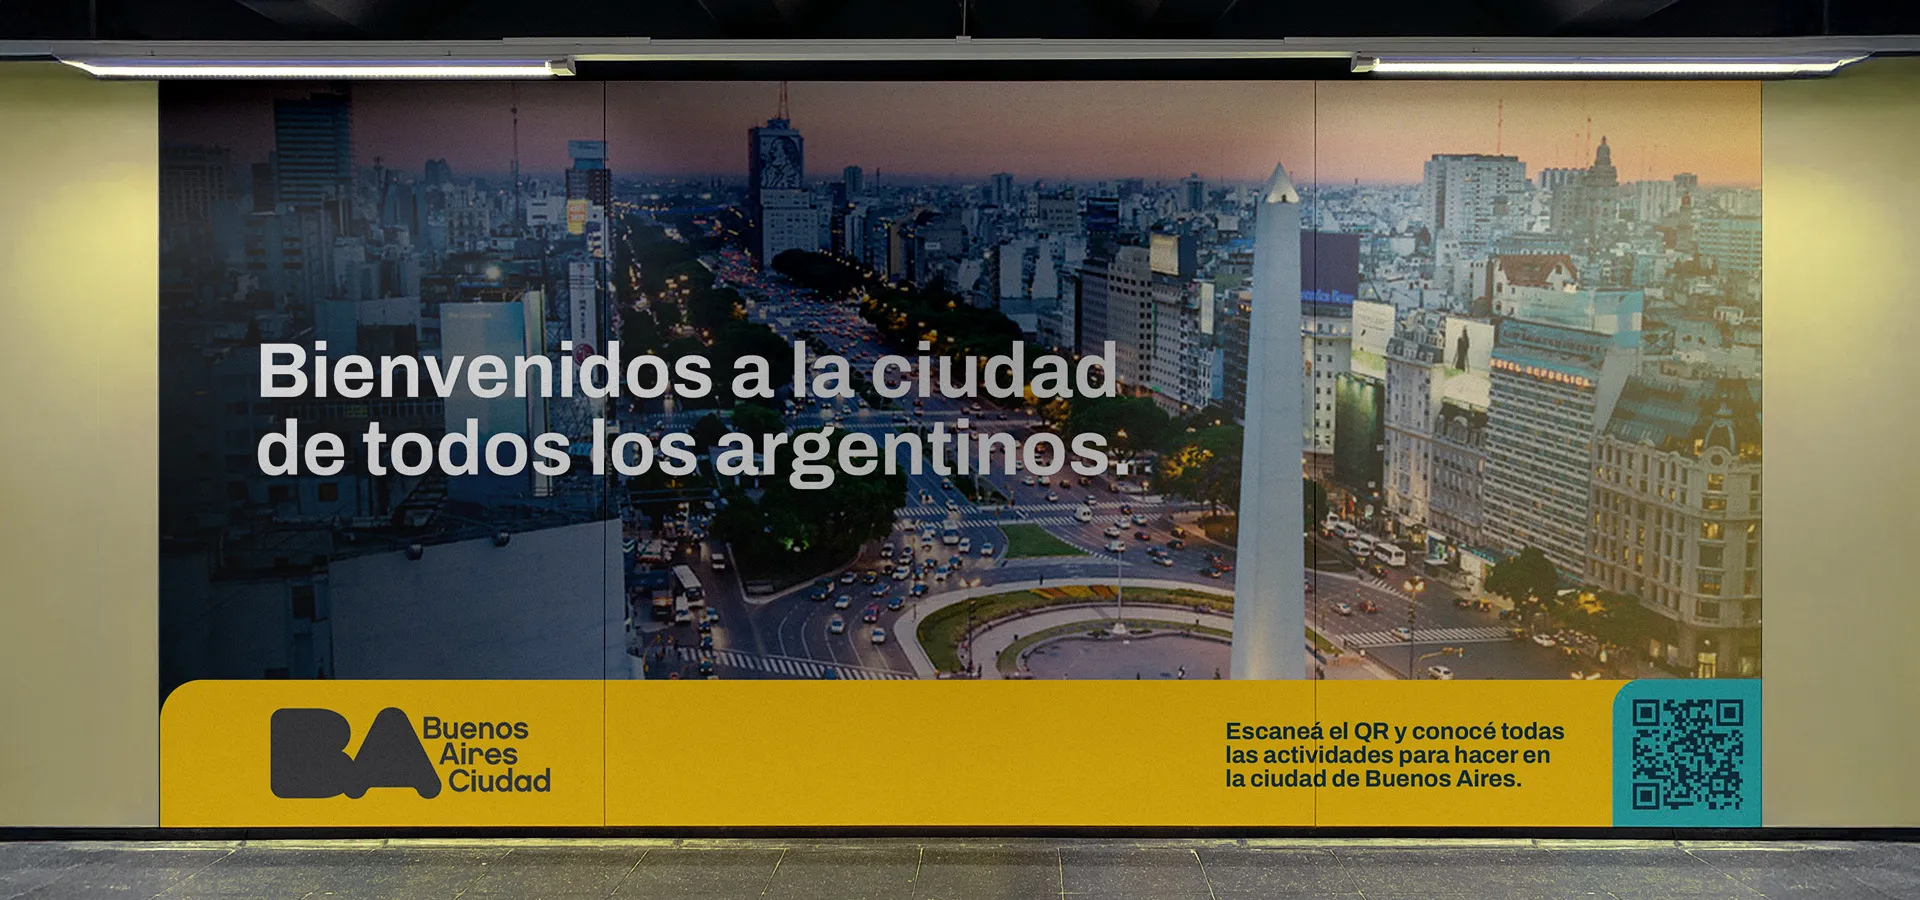 Bienvenidos a la ciudad
de todos los argentinos.
BA
Buenos
Aires
Ciudad
Escaneá el QR y conocé todas
las actividades para hacer en
la ciudad de Buenos Aires.